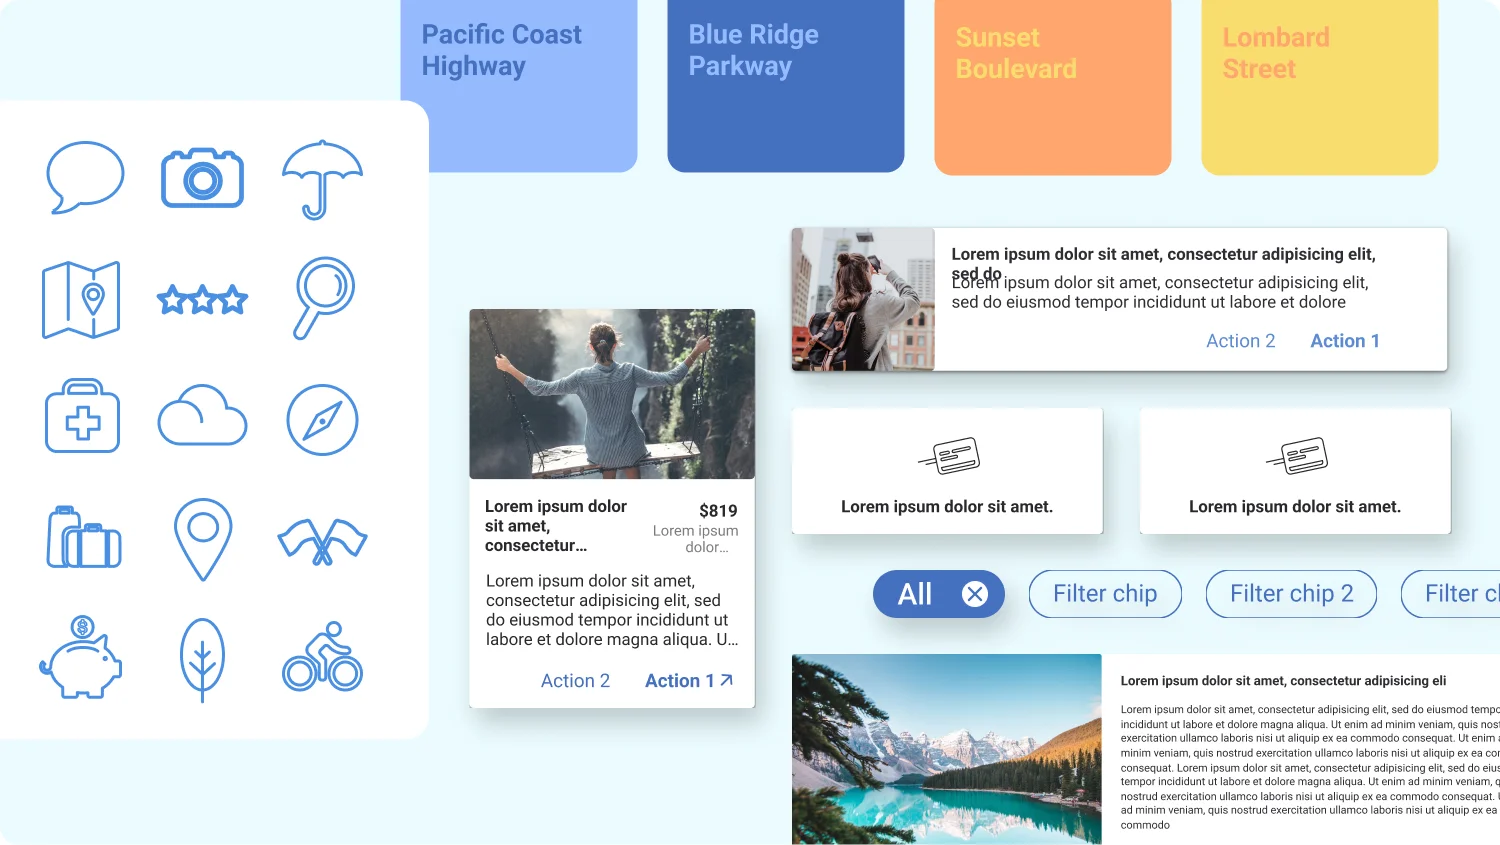 Pacific Coast
Highway
Blue Ridge
Parkway
Sunset
Boulevard
Lombard
Street
$
Lorem ipsum dolor
sit amet,
consectetur...
$819
Lorem ipsum
dolor...
Lorem ipsum dolor sit amet,
consectetur adipisicing elit, sed
do eiusmod tempor incididunt ut
labore et dolore magna aliqua. U...
Action 2
Action 1
Lorem ipsum dolor sit amet, consectetur adipisicing elit,
sed do
Lorem ipsum dolor sit amet, consectetur adipisicing elit,
sed do eiusmod tempor incididunt ut labore et dolore
Action 2
Action 1
Lorem ipsum dolor sit amet.
Lorem ipsum dolor sit amet.
All
Filter chip
Filter chip 2
Filter
Lorem ipsum dolor sit amet, consectetur adipisicing eli
Lorem ipsum dolor sit amet, consectetur adipisicing elit, sed do eiusmod
incididunt ut labore et dolore magna aliqua. Ut enim ad minim veniam, quis
exercitation ullamco laboris nisi ut aliquip ex ea commodo consequat. Ut enim
minim veniam, quis nostrud exercitation ullamco laboris nisi ut aliquip ex ea
consequat. Lorem ipsum dolor sit amet, consectetur adipisicing elit, sed do
tempor incididunt ut labore et dolore magna aliqua. Ut enim ad minim veniam,
nostrud exercitation ullamco laboris nisi ut aliquip ex ea commodo consequat.
ad minim veniam, quis nostrud exercitation ullamco laboris nisi ut aliquip ex ea
commodo